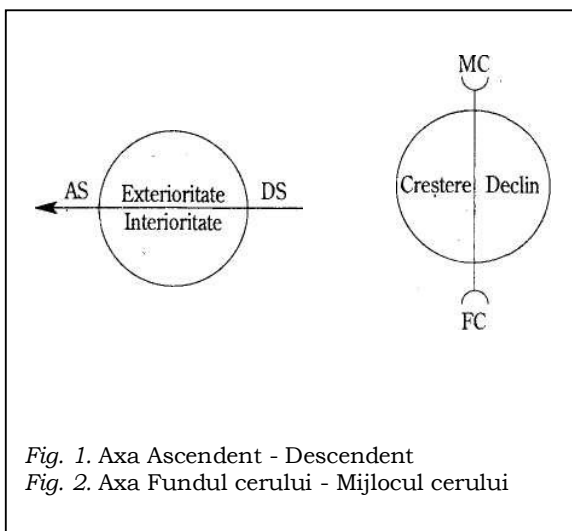 MC
AS Exterioritate DS
Interioritate
Creștere Declin
FC
Fig. 1. Axa Ascendent - Descendent
Fig. 2. Axa Fundul cerului - Mijlocul cerului